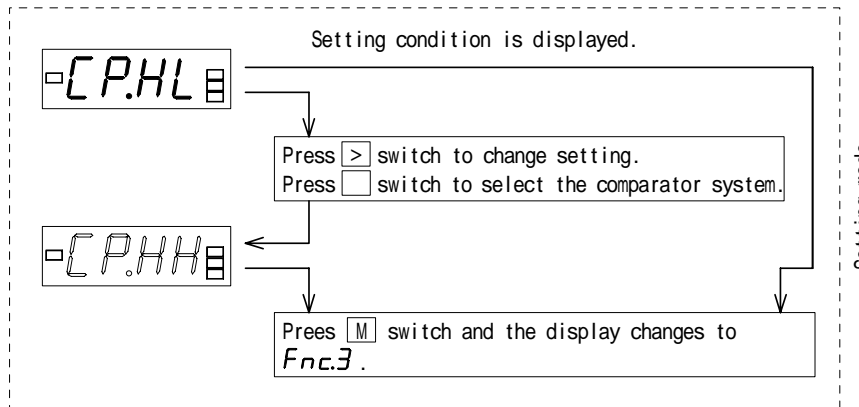 Setting condition is displayed.
CP.HL
Press > switch to change setting.
Press switch to select the comparator system.
CP.HH
Prees M switch and the display changes to
Fnc.3 .